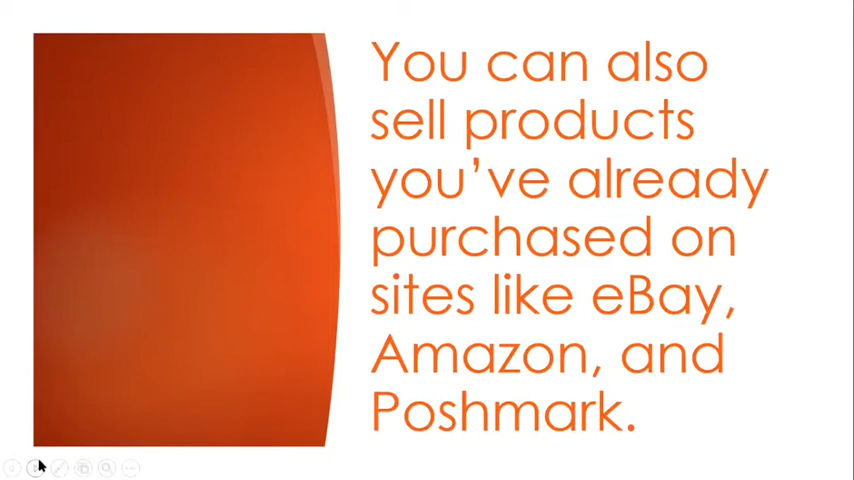 You can also
sell products
you’ve already
purchased on
sites like eBay,
Amazon, and
Poshmark.